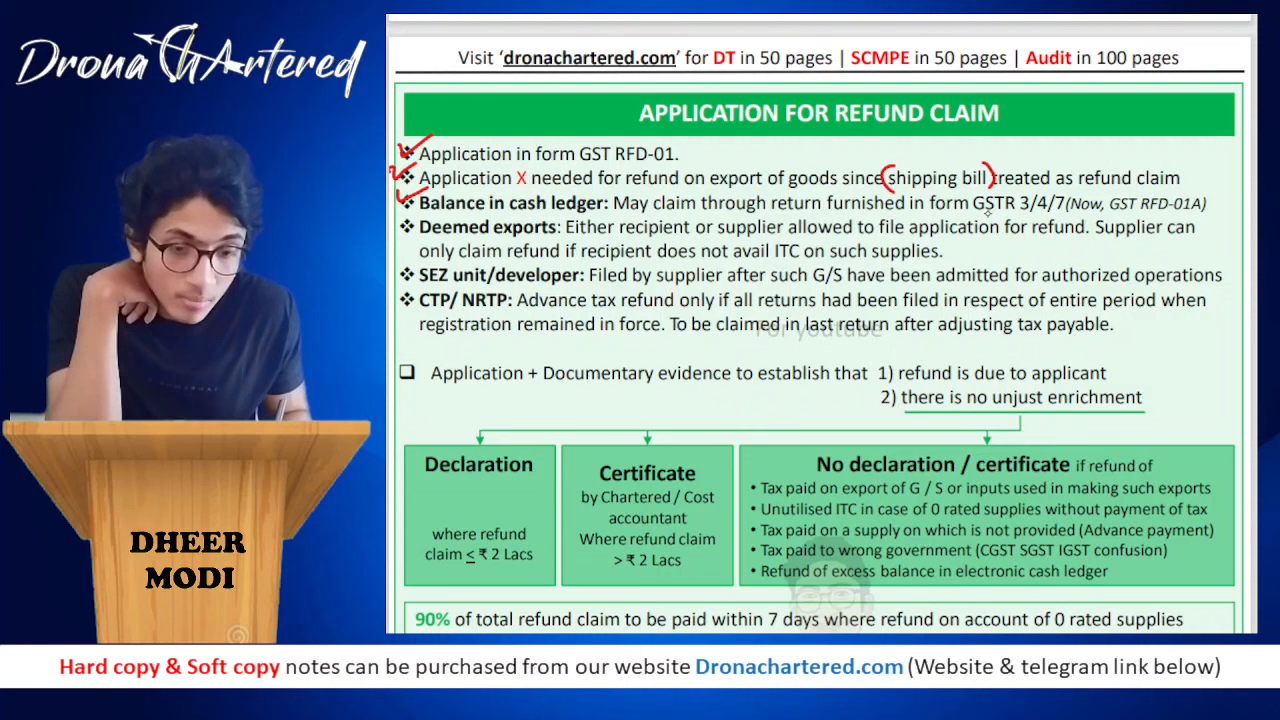 Drona Chartered
Visit ‘dronachartered.com’ for DT in 50 pages | SCMPE in 50 pages | Audit in 100 pages
APPLICATION FOR REFUND CLAIM
❖ Application in form GST RFD-01.
❖ Application X needed for refund on export of goods since shipping bill treated as refund claim
❖ Balance in cash ledger: May claim through return furnished in form GSTR 3/4/7(Now, GST RFD-01A)
❖ Deemed exports: Either recipient or supplier allowed to file application for refund. Supplier can
only claim refund if recipient does not avail ITC on such supplies.
❖ SEZ unit/developer: Filed by supplier after such G/S have been admitted for authorized operations
❖ CTP/ NRTP: Advance tax refund only if all returns had been filed in respect of entire period when
registration remained in force. To be claimed in last return after adjusting tax payable.
For youtube
❑ Application + Documentary evidence to establish that 1) refund is due to applicant
2) there is no unjust enrichment
Declaration
where refund
claim ≤ ₹ 2 Lacs
Certificate
by Chartered / Cost
accountant
Where refund claim
> ₹ 2 Lacs
No declaration / certificate if refund of
• Tax paid on export of G / S or inputs used in making such exports
• Unutilised ITC in case of 0 rated supplies without payment of tax
• Tax paid on a supply on which is not provided (Advance payment)
• Tax paid to wrong government (CGST SGST IGST confusion)
• Refund of excess balance in electronic cash ledger
90% of total refund claim to be paid within 7 days where refund on account of 0 rated supplies
DHEER
MODI
Hard copy & Soft copy notes can be purchased from our website Dronachartered.com (Website & telegram link below)